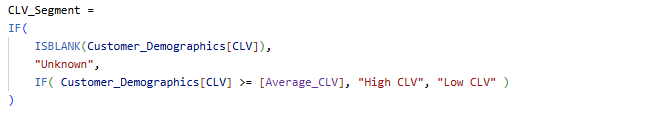 CLV_Segment =
IF(
    ISBLANK(Customer_Demographics[CLV]),
    "Unknown",
    IF( Customer_Demographics[CLV] >= [Average_CLV], "High CLV", "Low CLV" )
)